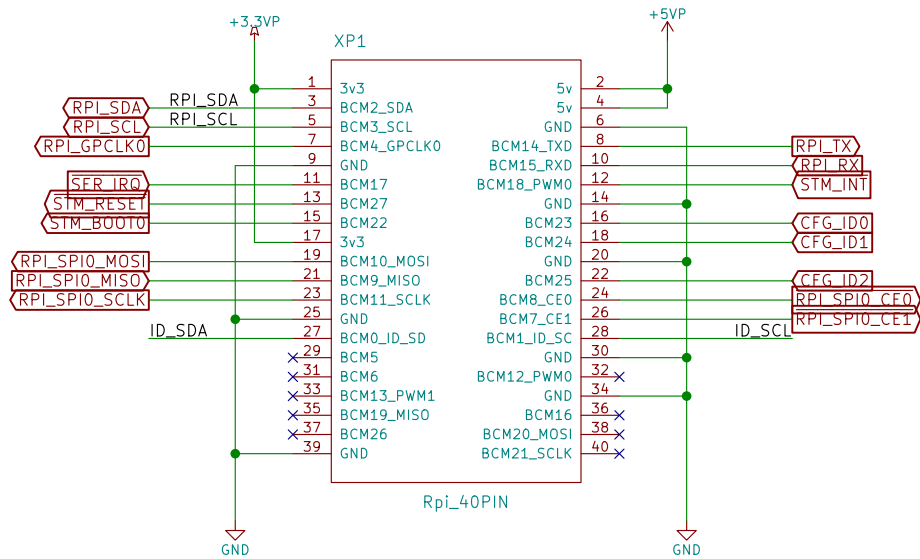 +3.3VP
+5VP
XP1
1 3v3 5v 2
RPI_SDA RPI_SDA 3 BCM2_SDA 5v 4
RPI_SCL RPI_SCL 5 BCM3_SCL GND 6
RPI_GPCLK0 7 BCM4_GPCLK0 BCM14_TXD 8 RPI_TX
9 GND BCM15_RXD 10 RPI_RX
SER_IRQ 11 BCM17 BCM18_PWM0 12 STM_INT
STM_RESET 13 BCM27 GND 14
STM_BOOT0 15 BCM22 BCM23 16 CFG_ID0
17 3v3 BCM24 18 CFG_ID1
RPI_SPI0_MOSI 19 BCM10_MOSI GND 20
RPI_SPI0_MISO 21 BCM9_MISO BCM25 22 CFG_ID2
RPI_SPI0_SCLK 23 BCM11_SCLK BCM8_CE0 24 RPI_SPI0_CE0
25 GND BCM7_CE1 26 RPI_SPI0_CE1
ID_SDA 27 BCM0_ID_SD BCM1_ID_SC 28 ID_SCL
29 BCM5 GND 30
31 BCM6 BCM12_PWM0 32
33 BCM13_PWM1 GND 34
35 BCM19_MISO BCM16 36
37 BCM26 BCM20_MOSI 38
39 GND BCM21_SCLK 40
Rpi_40PIN
GND GND